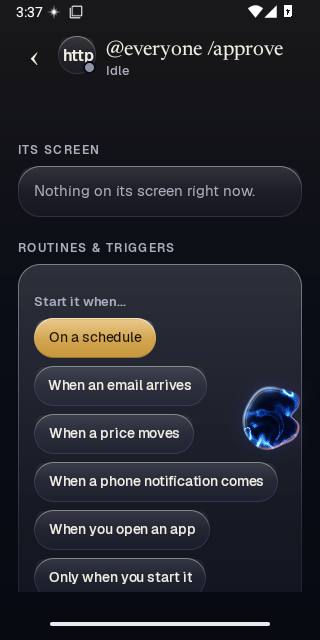 3:37
http
@everyone /approve
Idle
ITS SCREEN
Nothing on its screen right now.
ROUTINES & TRIGGERS
Start it when...
On a schedule
When an email arrives
When a price moves
When a phone notification comes
When you open an app
Only when you start it